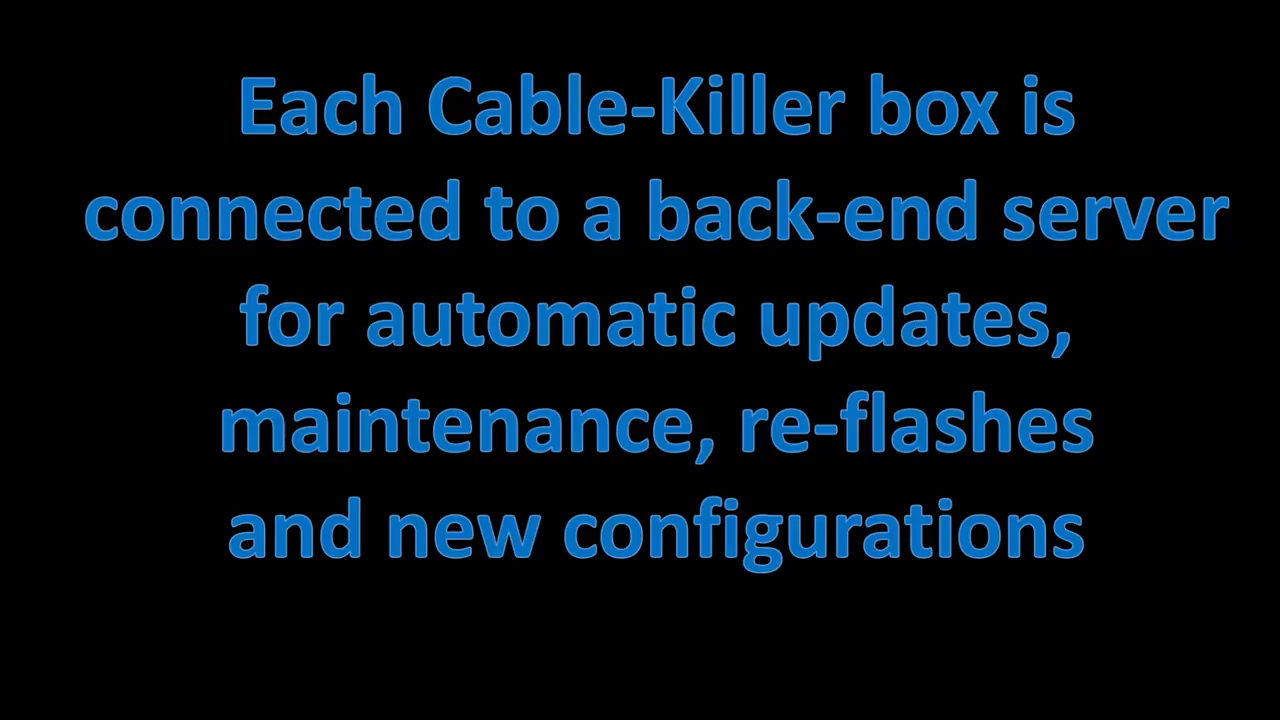 Each Cable-Killer box is
connected to a back-end server
for automatic updates,
maintenance, re-flashes
and new configurations